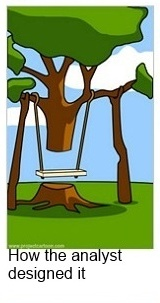 www.projectcartoon.com
How the analyst
designed it